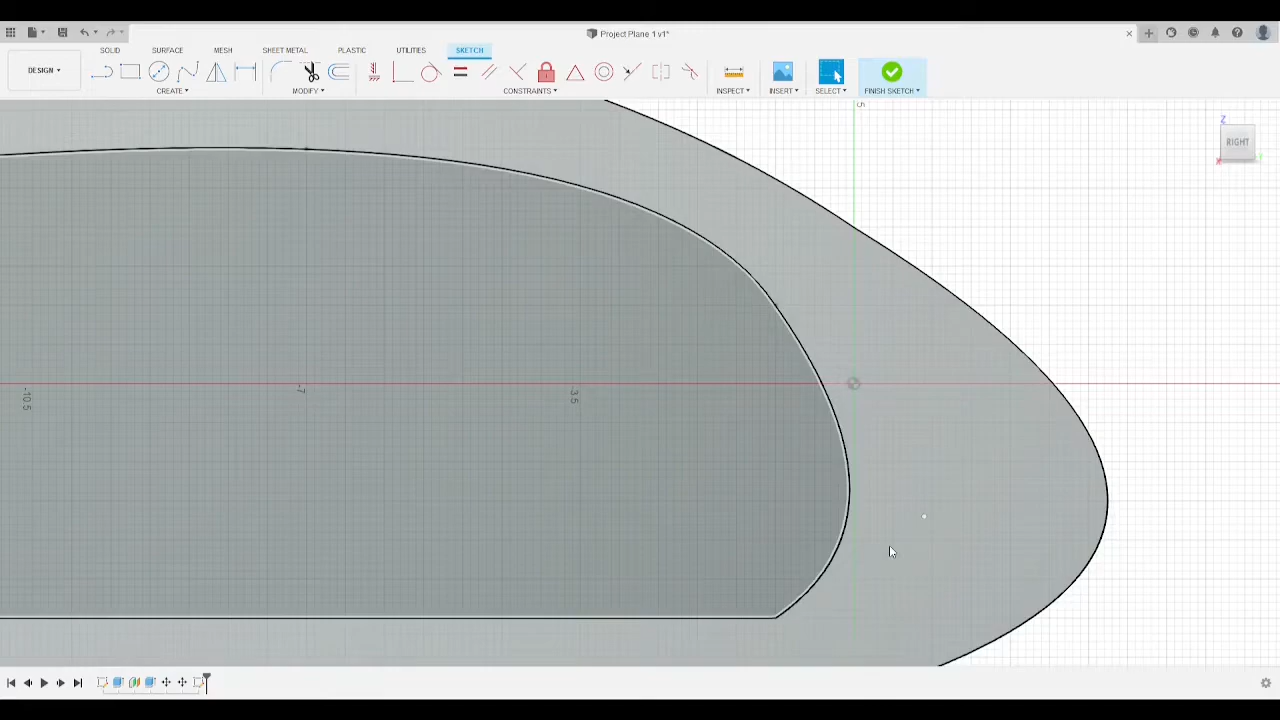 Project Plane 1 v1*
SOLID SURFACE MESH SHEET METAL PLASTIC UTILITIES SKETCH
DESIGN
CREATE MODIFY CONSTRAINTS INSPECT INSERT SELECT FINISH SKETCH
5
Z
RIGHT
X Y
-10.5 -7 -3.5